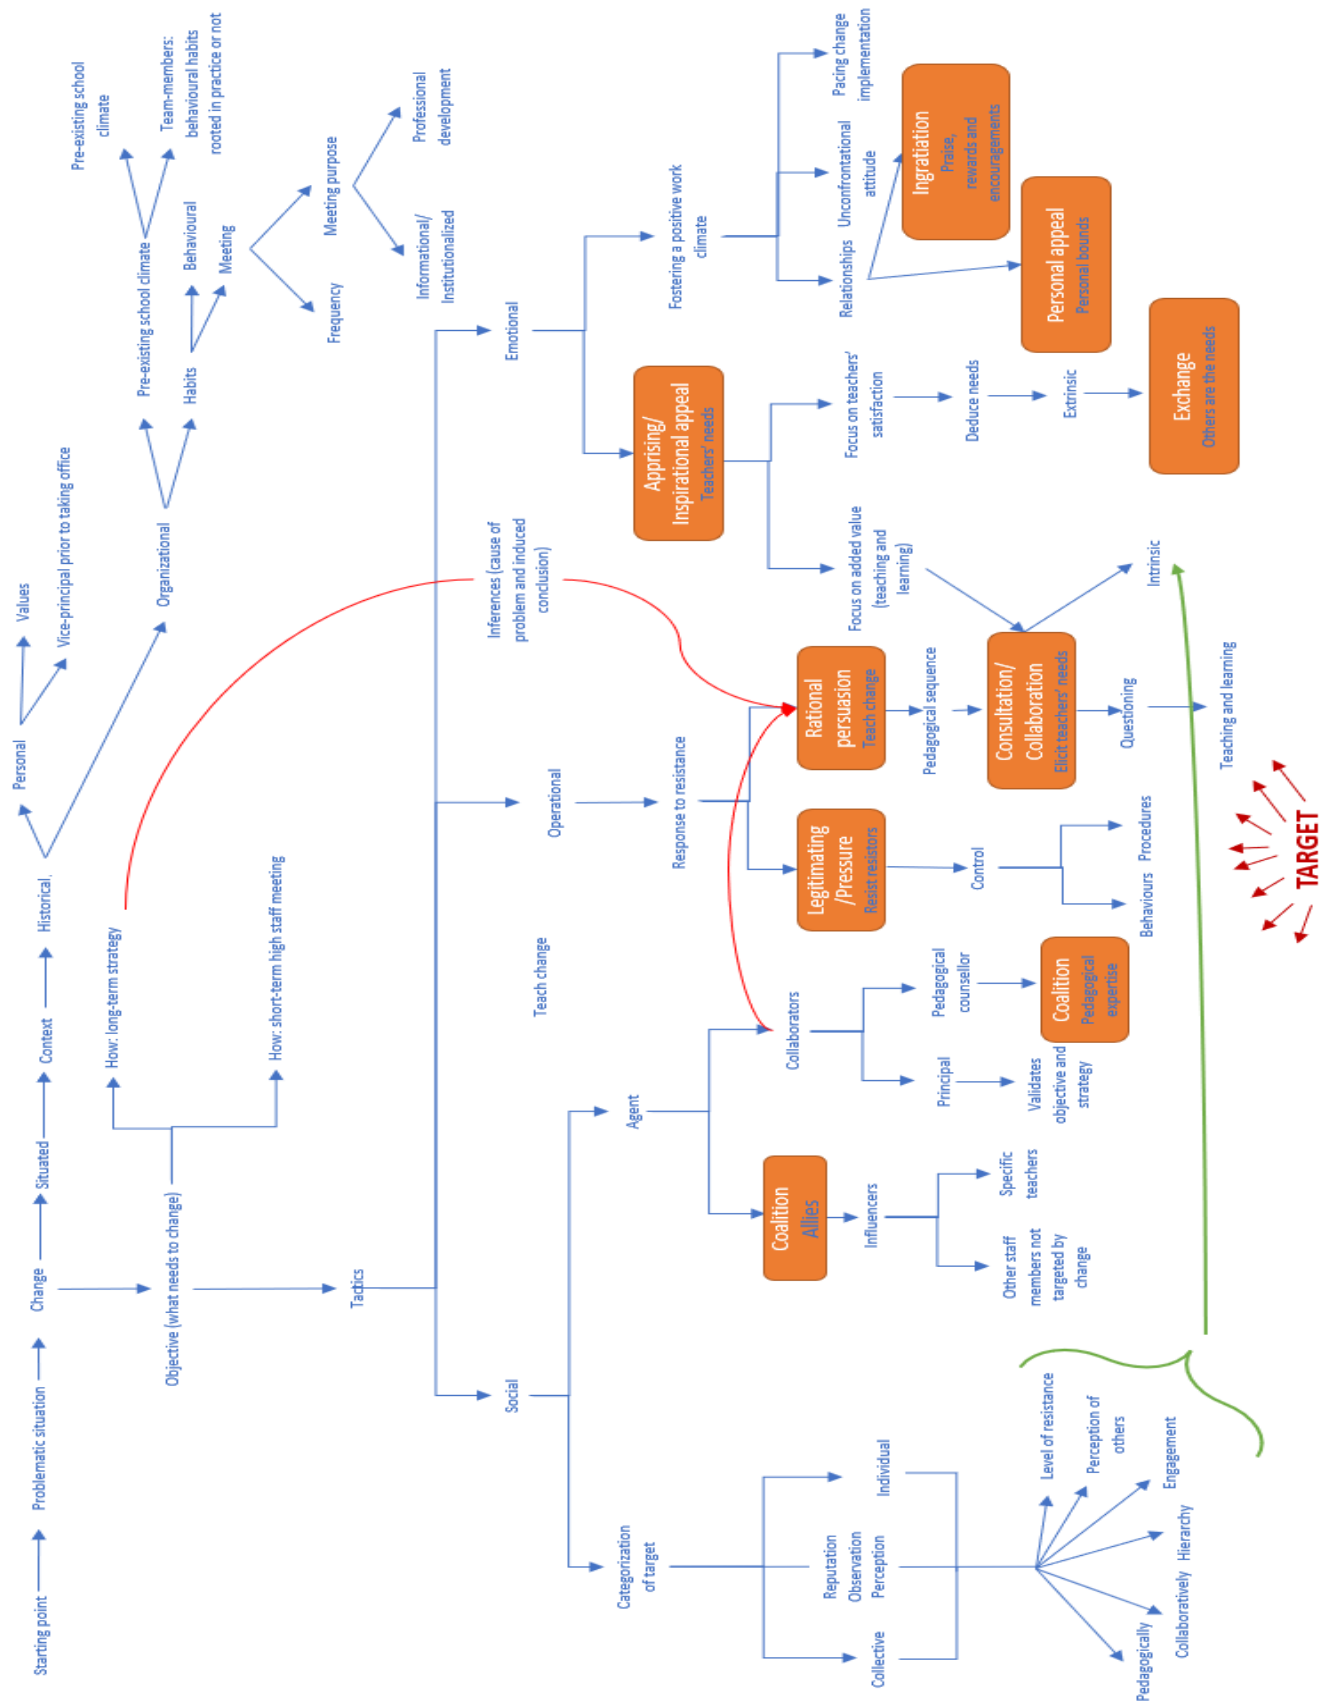 Starting point
Problematic situation
Change
Situated
Context
Historical.
Personal
Values
Vice-principal prior to taking office
Organizational
Pre-existing school climate
Pre-existing school
climate
Team-members:
behavioural habits
not rooted in practice or not
Habits
Behavioural
Meeting
Frequency
Meeting purpose
Informational/
Institutionalized
Professional
development
Objective (what needs to change)
How: long-term strategy
How: short-term high staff meeting
Tactics
Social
Teach change
Operational
Inferences (cause of
problem and induced
conclusion)
Emotional
Categorization
of target
Agent
Response to resistance
Apprising/
Inspirational appeal
Teachers' needs
Fostering a positive work
climate
Collective
Reputation
Observation
Perception
Individual
Coalition
Allies
Influencers
Other staff
members not
targeted by
change
Specific
teachers
Collaborators
Principal
Validates
objective and
strategy
Pedagogical
counsellor
Coalition
Pedagogical
expertise
Legitimating
/Pressure
Resist resistors
Control
Behaviours
Procedures
Rational
persuasion
Teach change
Pedagogical sequence
Consultation/
Collaboration
Elicit teachers' needs
Questioning
Teaching and learning
Focus on added value
(teaching and
learning)
Intrinsic
Focus on teachers'
satisfaction
Deduce needs
Extrinsic
Exchange
Others are the needs
Relationships
Unconfrontational
attitude
Pacing change
implementation
Ingratiation
Praise,
rewards and
encouragements
Personal appeal
Personal bounds
Pedagogically
Collaboratively
Hierarchy
Engagement
Perception of
others
Level of resistance
TARGET